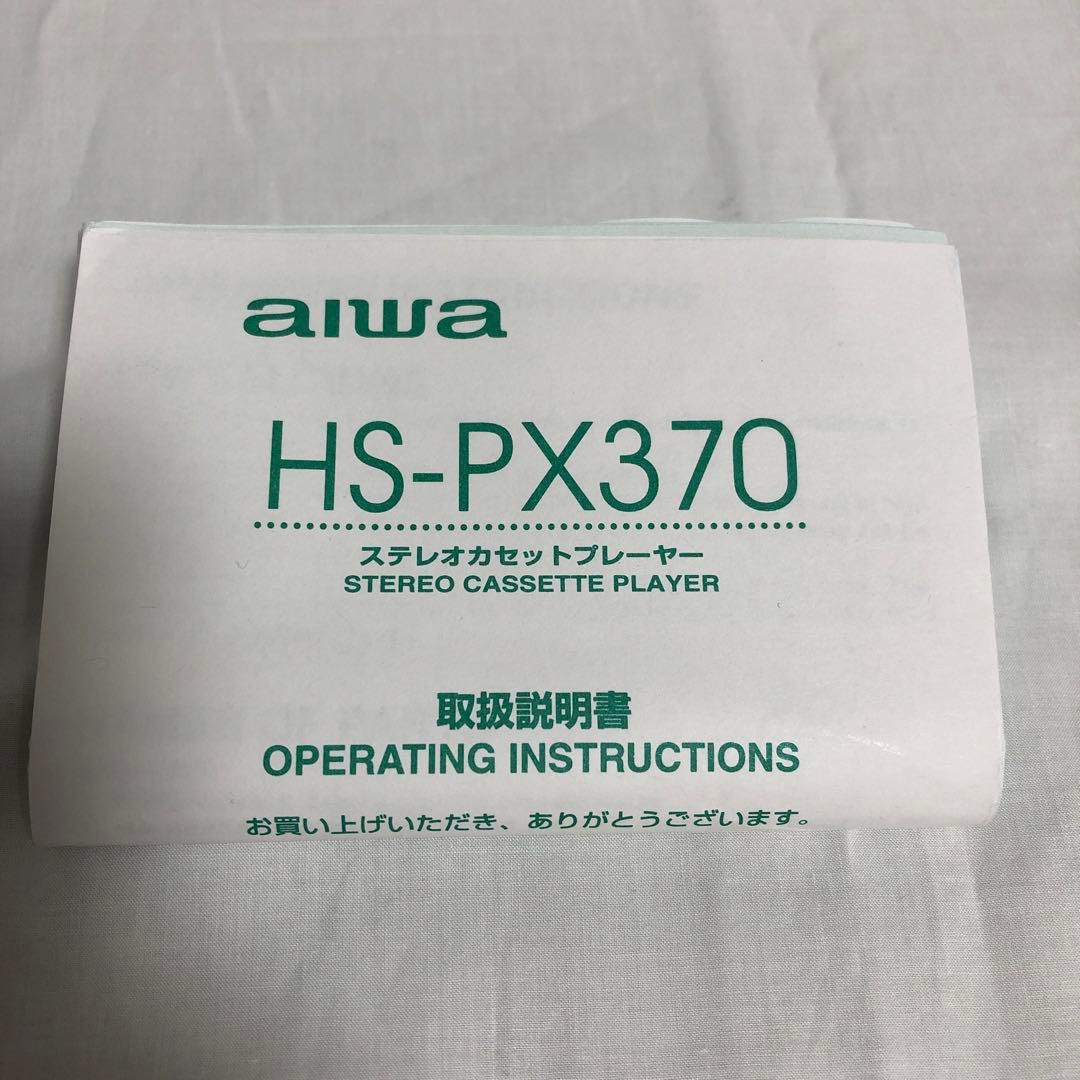 aiwa
HS-PX370
ステレオカセットプレーヤー
STEREO CASSETTE PLAYER
取扱説明書
OPERATING INSTRUCTIONS
お買い上げいただき、ありがとうございます。